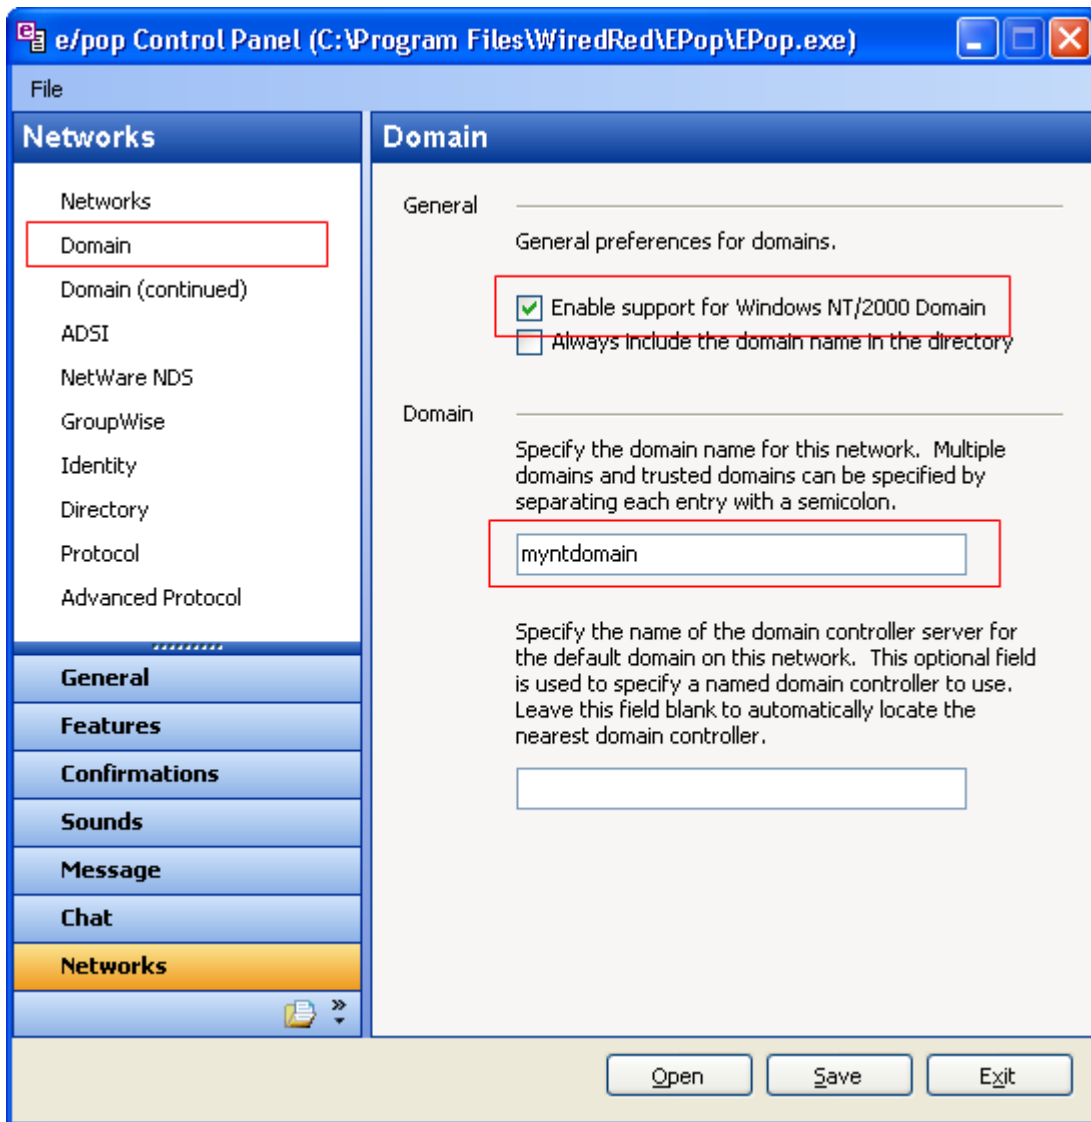 e/pop Control Panel (C:\Program Files\WiredRed\EPop\EPop.exe)
File
Networks
Networks
Domain
Domain (continued)
ADSI
NetWare NDS
GroupWise
Identity
Directory
Protocol
Advanced Protocol
General
Features
Confirmations
Sounds
Message
Chat
Networks
Domain
General
General preferences for domains.
Enable support for Windows NT/2000 Domain
Always include the domain name in the directory
Domain
Specify the domain name for this network. Multiple
domains and trusted domains can be specified by
separating each entry with a semicolon.
myntdomain
Specify the name of the domain controller server for
the default domain on this network. This optional field
is used to specify a named domain controller to use.
Leave this field blank to automatically locate the
nearest domain controller.
Open
Save
Exit